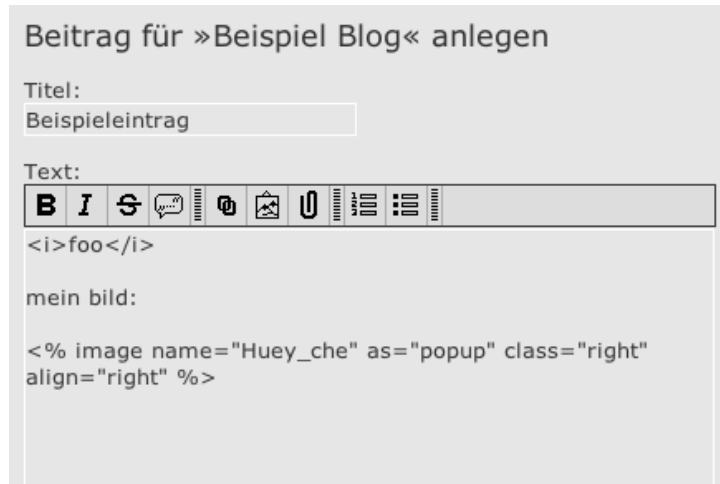 Beitrag für »Beispiel Blog« anlegen
Titel:
Beispieleintrag
Text:
B I S
<i>foo</i>
mein bild:
<% image name="Huey_che" as="popup" class="right"
align="right" %>